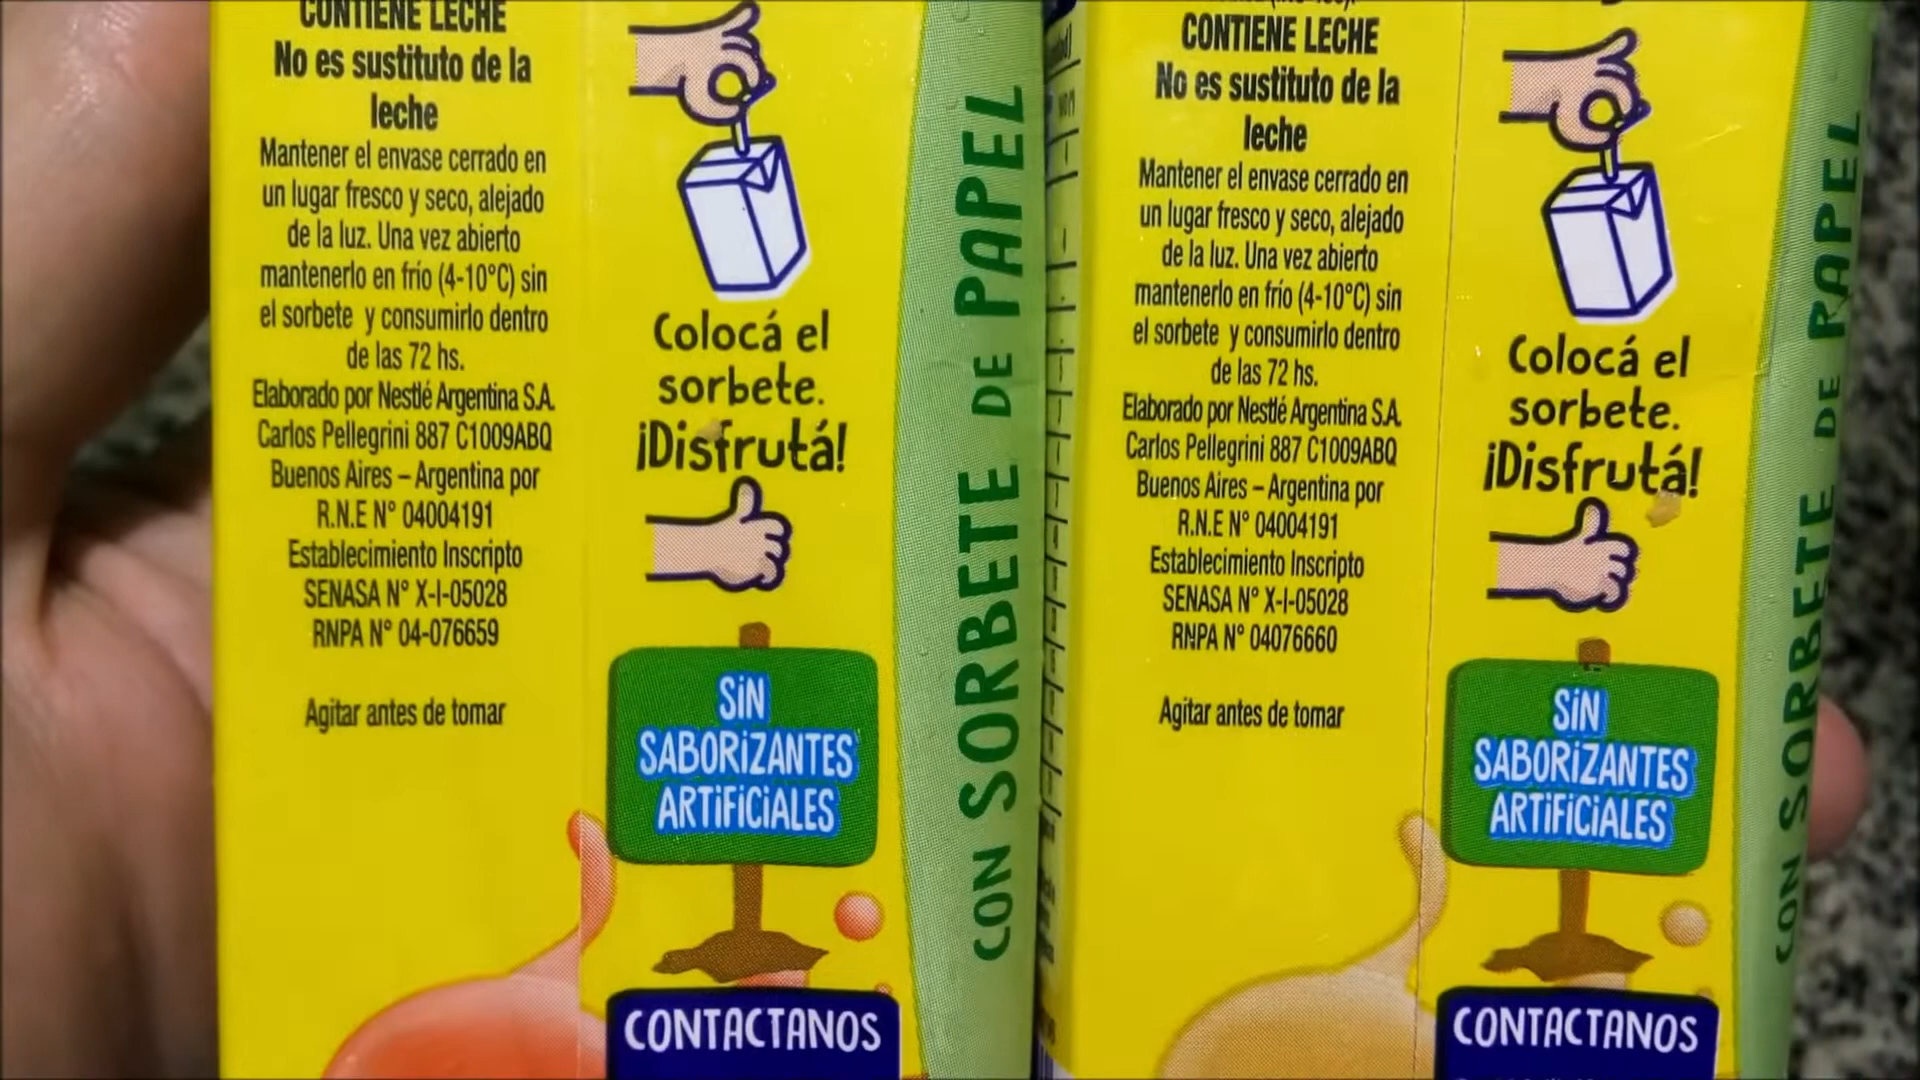 CONTIENE LECHE
No es sustituto de la
leche
Mantener el envase cerrado en
un lugar fresco y seco, alejado
de la luz. Una vez abierto
mantenerlo en frío (4-10°C) sin
el sorbete y consumirlo dentro
de las 72 hs.
Elaborado por Nestlé Argentina S.A.
Carlos Pellegrini 887 C1009ABQ
Buenos Aires – Argentina por
R.N.E N° 04004191
Establecimiento Inscripto
SENASA N° X-I-05028
RNPA N° 04-076659
Agitar antes de tomar
Colocá el
sorbete.
¡Disfrutá!
SiN
SABORiZANTES
ARTiFiCiALES
CONTACTANOS
CON SORBETE DE PAPEL
CONTIENE LECHE
No es sustituto de la
leche
Mantener el envase cerrado en
un lugar fresco y seco, alejado
de la luz. Una vez abierto
mantenerlo en frío (4-10°C) sin
el sorbete y consumirlo dentro
de las 72 hs.
Elaborado por Nestlé Argentina S.A.
Carlos Pellegrini 887 C1009ABQ
Buenos Aires – Argentina por
R.N.E N° 04004191
Establecimiento Inscripto
SENASA N° X-I-05028
RNPA N° 04076660
Agitar antes de tomar
Colocá el
sorbete.
¡Disfrutá!
SiN
SABORiZANTES
ARTiFiCiALES
CONTACTANOS
CON SORBETE DE PAPEL